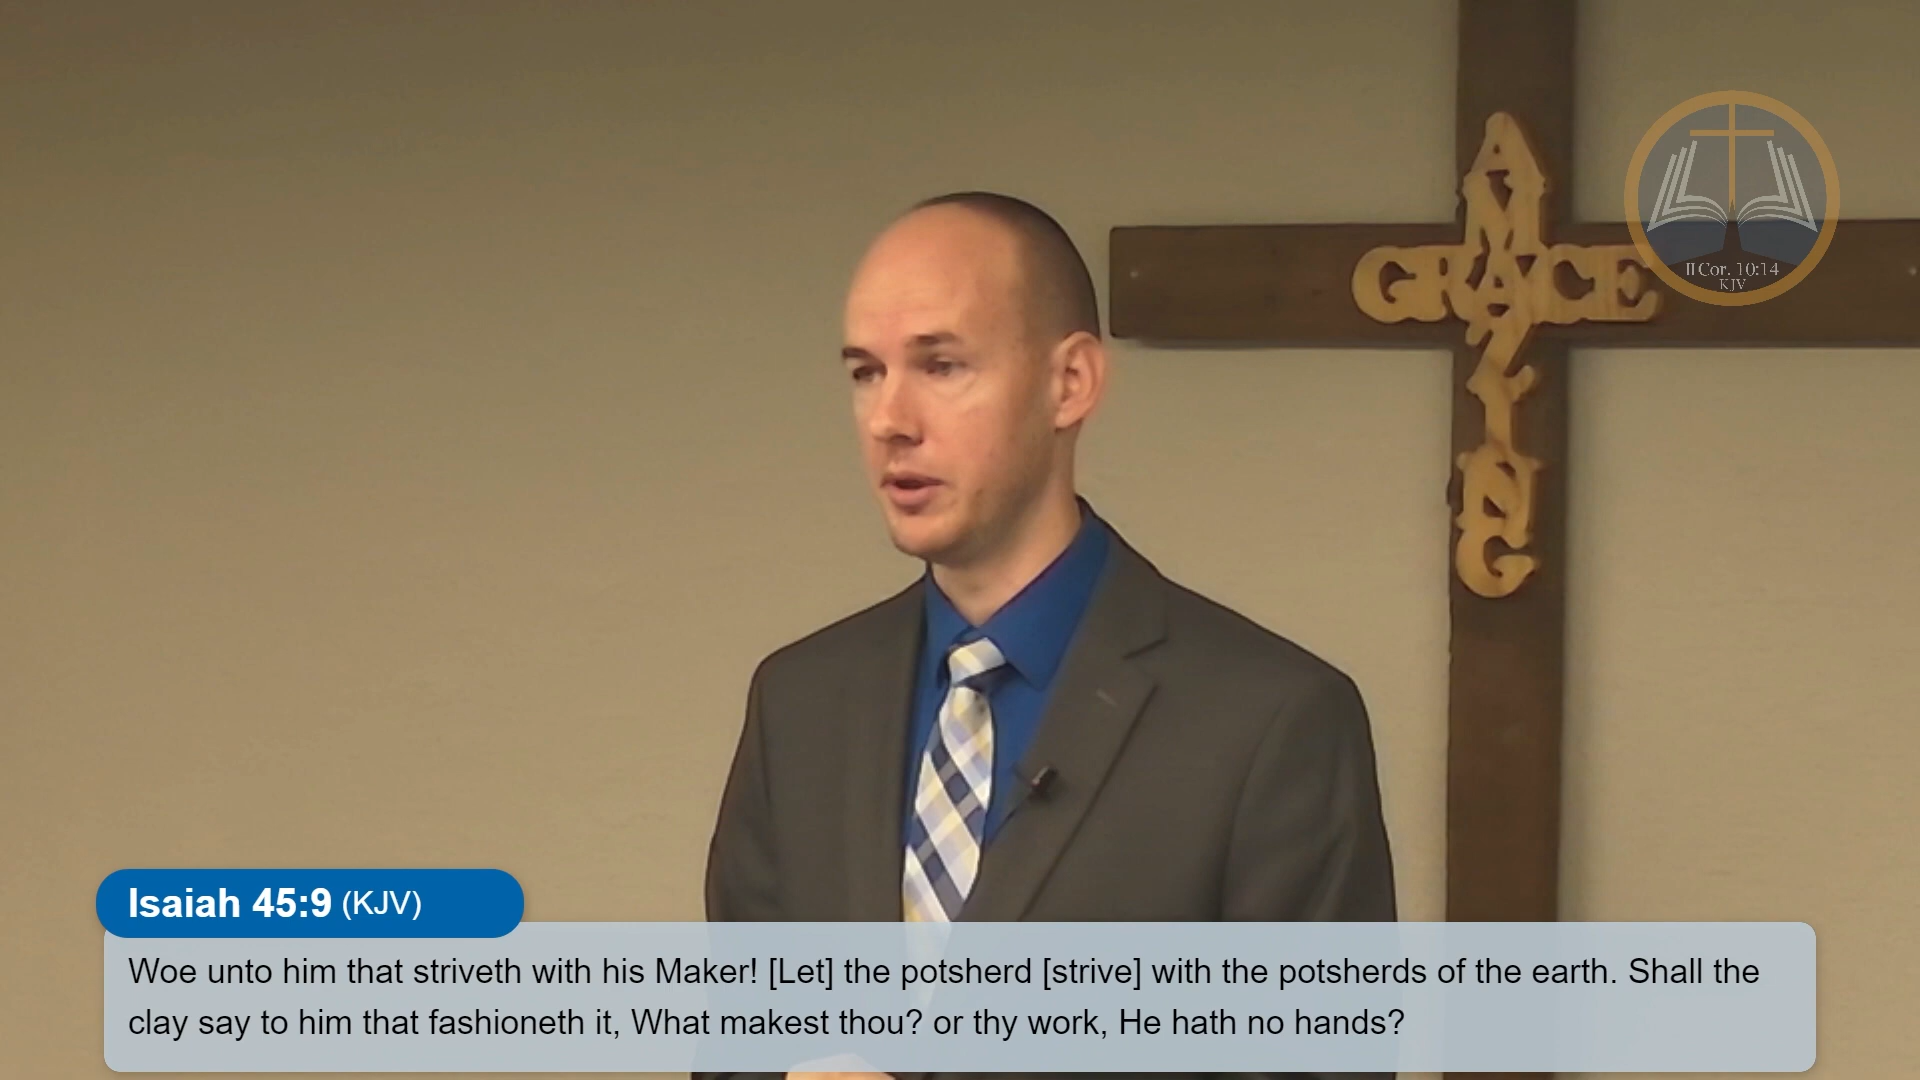 AMAZING
GRACE
II Cor. 10:14
KJV
Isaiah 45:9 (KJV)
Woe unto him that striveth with his Maker! [Let] the potsherd [strive] with the potsherds of the earth. Shall the
clay say to him that fashioneth it, What makest thou? or thy work, He hath no hands?